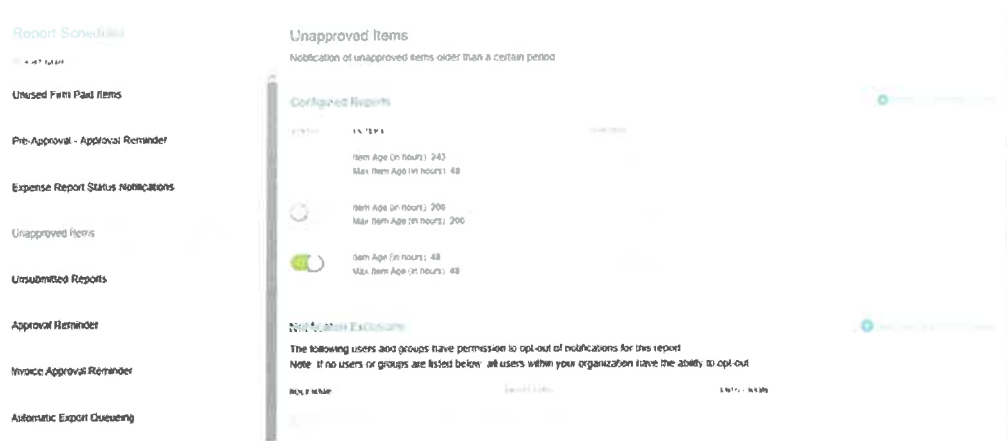 Report Scheduled
Unused Firm Paid Items
Pre-Approval - Approval Reminder
Expense Report Status Notifications
Unapproved Items
Unsubmitted Reports
Approval Reminder
Invoice Approval Reminder
Automatic Export Queueing
Unapproved Items
Notification of unapproved items older than a certain period
Configured Reports
Item Age (in hours): 243
Max Item Age (in hours): 48
Item Age (in hours): 200
Max Item Age (in hours): 200
Item Age (in hours): 48
Max Item Age (in hours): 48
Notification Exclusions
The following users and groups have permission to opt-out of notifications for this report
Note: If no users or groups are listed below, all users within your organization have the ability to opt-out